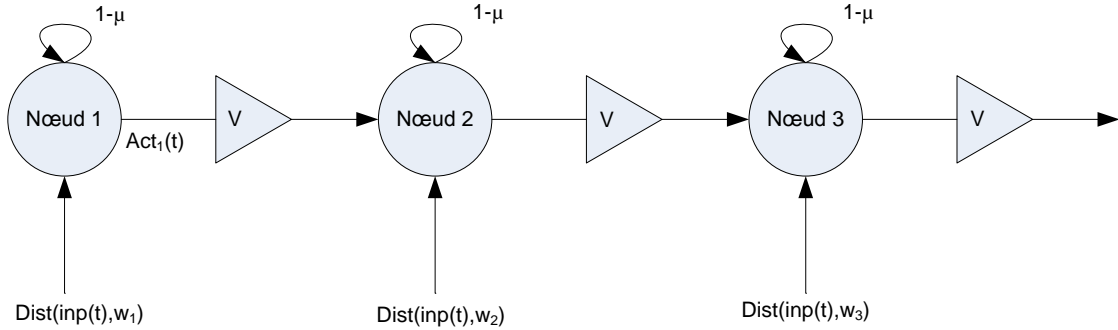 1-μ
1-μ
1-μ
Nœud 1
V
Nœud 2
V
Nœud 3
V
Act₁(t)
Dist(inp(t),w₁)
Dist(inp(t),w₂)
Dist(inp(t),w₃)